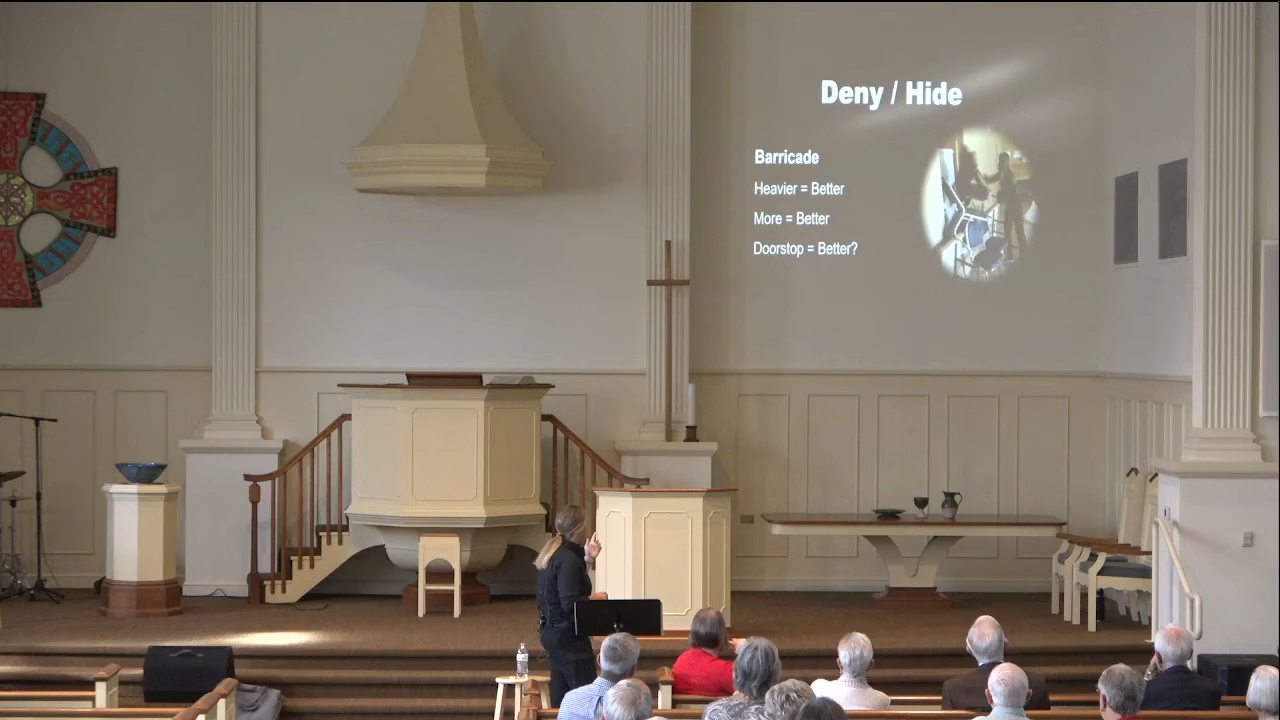 Deny / Hide
Barricade
Heavier = Better
More = Better
Doorstop = Better?